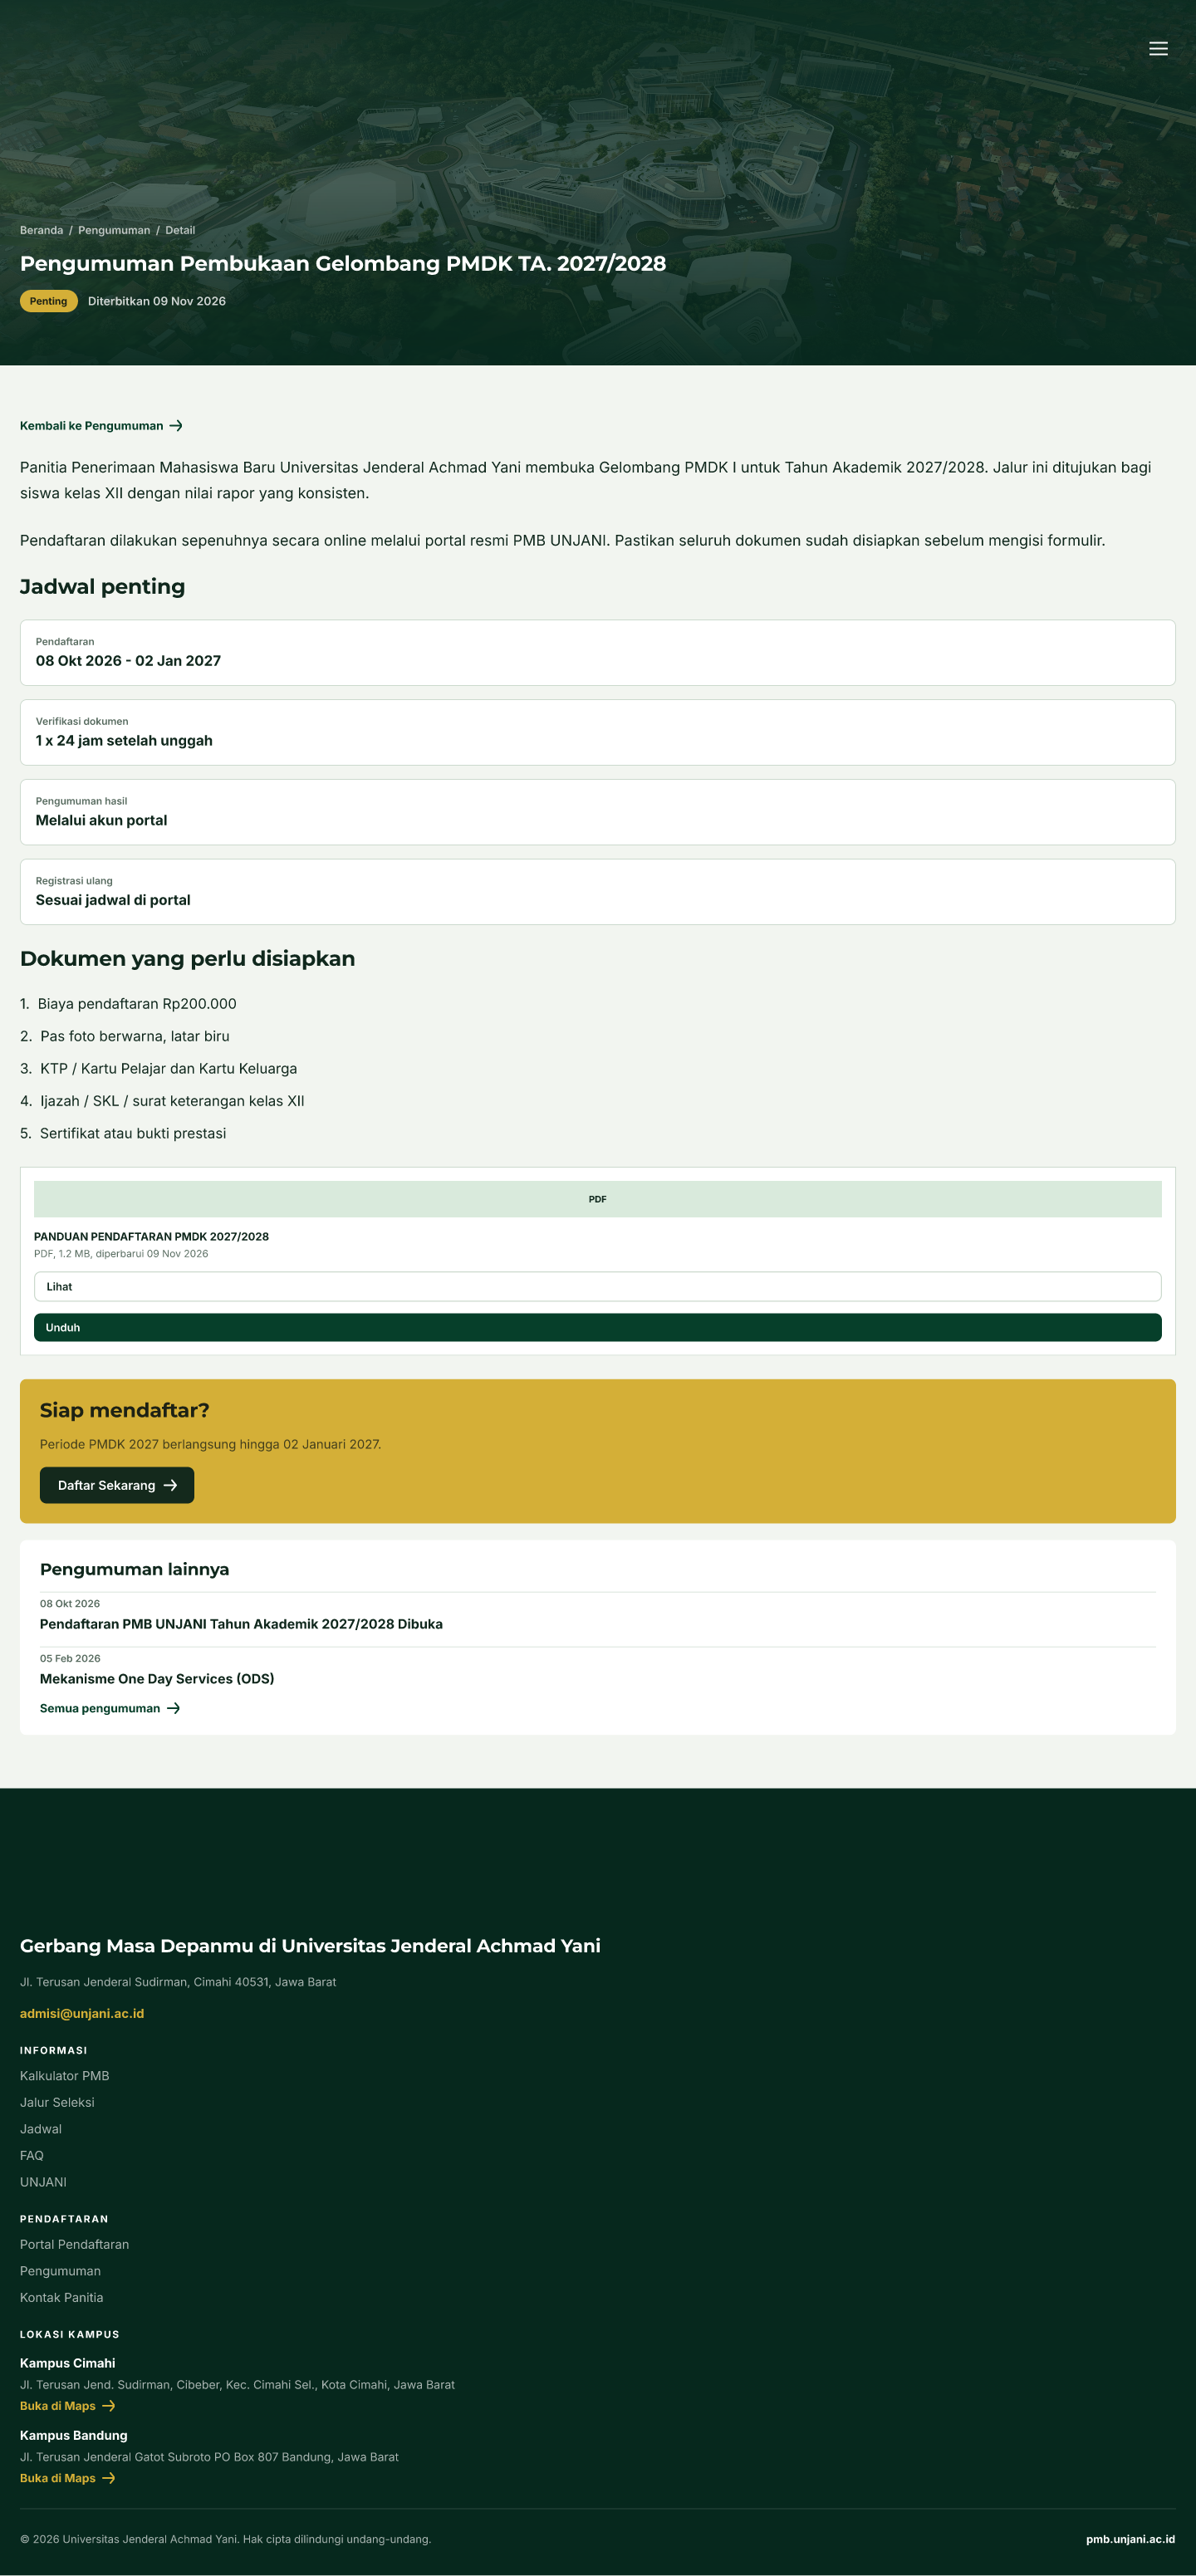 Beranda / Pengumuman / Detail
Pengumuman Pembukaan Gelombang PMDK TA. 2027/2028
Penting Diterbitkan 09 Nov 2026
Kembali ke Pengumuman
Panitia Penerimaan Mahasiswa Baru Universitas Jenderal Achmad Yani membuka Gelombang PMDK I untuk Tahun Akademik 2027/2028. Jalur ini ditujukan bagi
siswa kelas XII dengan nilai rapor yang konsisten.
Pendaftaran dilakukan sepenuhnya secara online melalui portal resmi PMB UNJANI. Pastikan seluruh dokumen sudah disiapkan sebelum mengisi formulir.
Jadwal penting
Pendaftaran
08 Okt 2026 - 02 Jan 2027
Verifikasi dokumen
1 x 24 jam setelah unggah
Pengumuman hasil
Melalui akun portal
Registrasi ulang
Sesuai jadwal di portal
Dokumen yang perlu disiapkan
1. Biaya pendaftaran Rp200.000
2. Pas foto berwarna, latar biru
3. KTP / Kartu Pelajar dan Kartu Keluarga
4. Ijazah / SKL / surat keterangan kelas XII
5. Sertifikat atau bukti prestasi
PDF
PANDUAN PENDAFTARAN PMDK 2027/2028
PDF, 1.2 MB, diperbarui 09 Nov 2026
Lihat
Unduh
Siap mendaftar?
Periode PMDK 2027 berlangsung hingga 02 Januari 2027.
Daftar Sekarang
Pengumuman lainnya
08 Okt 2026
Pendaftaran PMB UNJANI Tahun Akademik 2027/2028 Dibuka
05 Feb 2026
Mekanisme One Day Services (ODS)
Semua pengumuman
Gerbang Masa Depanmu di Universitas Jenderal Achmad Yani
Jl. Terusan Jenderal Sudirman, Cimahi 40531, Jawa Barat
admisi@unjani.ac.id
INFORMASI
Kalkulator PMB
Jalur Seleksi
Jadwal
FAQ
UNJANI
PENDAFTARAN
Portal Pendaftaran
Pengumuman
Kontak Panitia
LOKASI KAMPUS
Kampus Cimahi
Jl. Terusan Jend. Sudirman, Cibeber, Kec. Cimahi Sel., Kota Cimahi, Jawa Barat
Buka di Maps
Kampus Bandung
Jl. Terusan Jenderal Gatot Subroto PO Box 807 Bandung, Jawa Barat
Buka di Maps
© 2026 Universitas Jenderal Achmad Yani. Hak cipta dilindungi undang-undang.
pmb.unjani.ac.id